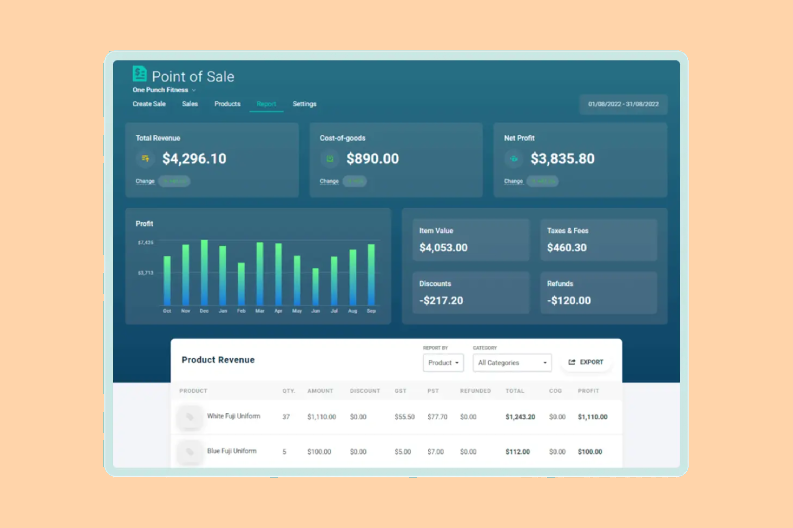 Point of Sale
One Punch Fitness
Create Sale Sales Products Report Settings
01/08/2022 - 31/08/2022
Total Revenue
$4,296.10
Change
Cost-of-goods
$890.00
Change
Net Profit
$3,835.80
Change
Profit
$7,426
$3,713
Oct Nov Dec Jan Feb Mar Apr May Jun Jul Aug Sep
Item Value
$4,053.00
Taxes & Fees
$460.30
Discounts
-$217.20
Refunds
-$120.00
Product Revenue
REPORT BY
Product
CATEGORY
All Categories
EXPORT
PRODUCT QTY. AMOUNT DISCOUNT GST PST REFUNDED TOTAL COG PROFIT
White Fuji Uniform 37 $1,110.00 $0.00 $55.50 $77.70 $0.00 $1,243.20 $0.00 $1,110.00
Blue Fuji Uniform 5 $100.00 $0.00 $5.00 $7.00 $0.00 $112.00 $0.00 $100.00